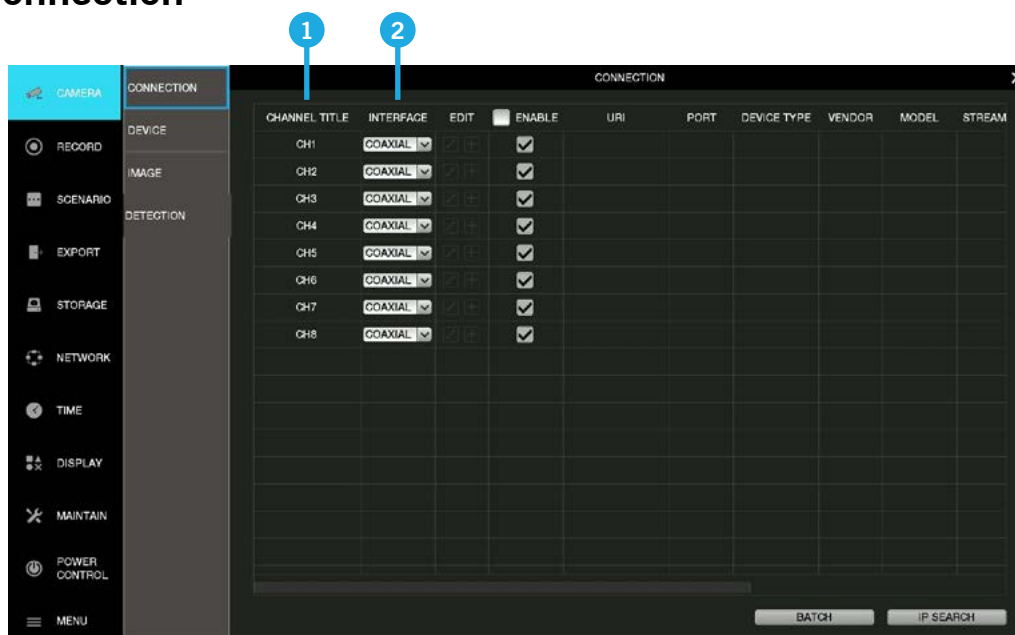 onnection
1 2
CONNECTION
CAMERA
RECORD
SCENARIO
EXPORT
STORAGE
NETWORK
TIME
DISPLAY
MAINTAIN
POWER
CONTROL
MENU
CONNECTION
DEVICE
IMAGE
DETECTION
CHANNEL TITLE INTERFACE EDIT ENABLE URI PORT DEVICE TYPE VENDOR MODEL STREAM
CH1 COAXIAL
CH2 COAXIAL
CH3 COAXIAL
CH4 COAXIAL
CH5 COAXIAL
CH6 COAXIAL
CH7 COAXIAL
CH8 COAXIAL
BATCH IP SEARCH